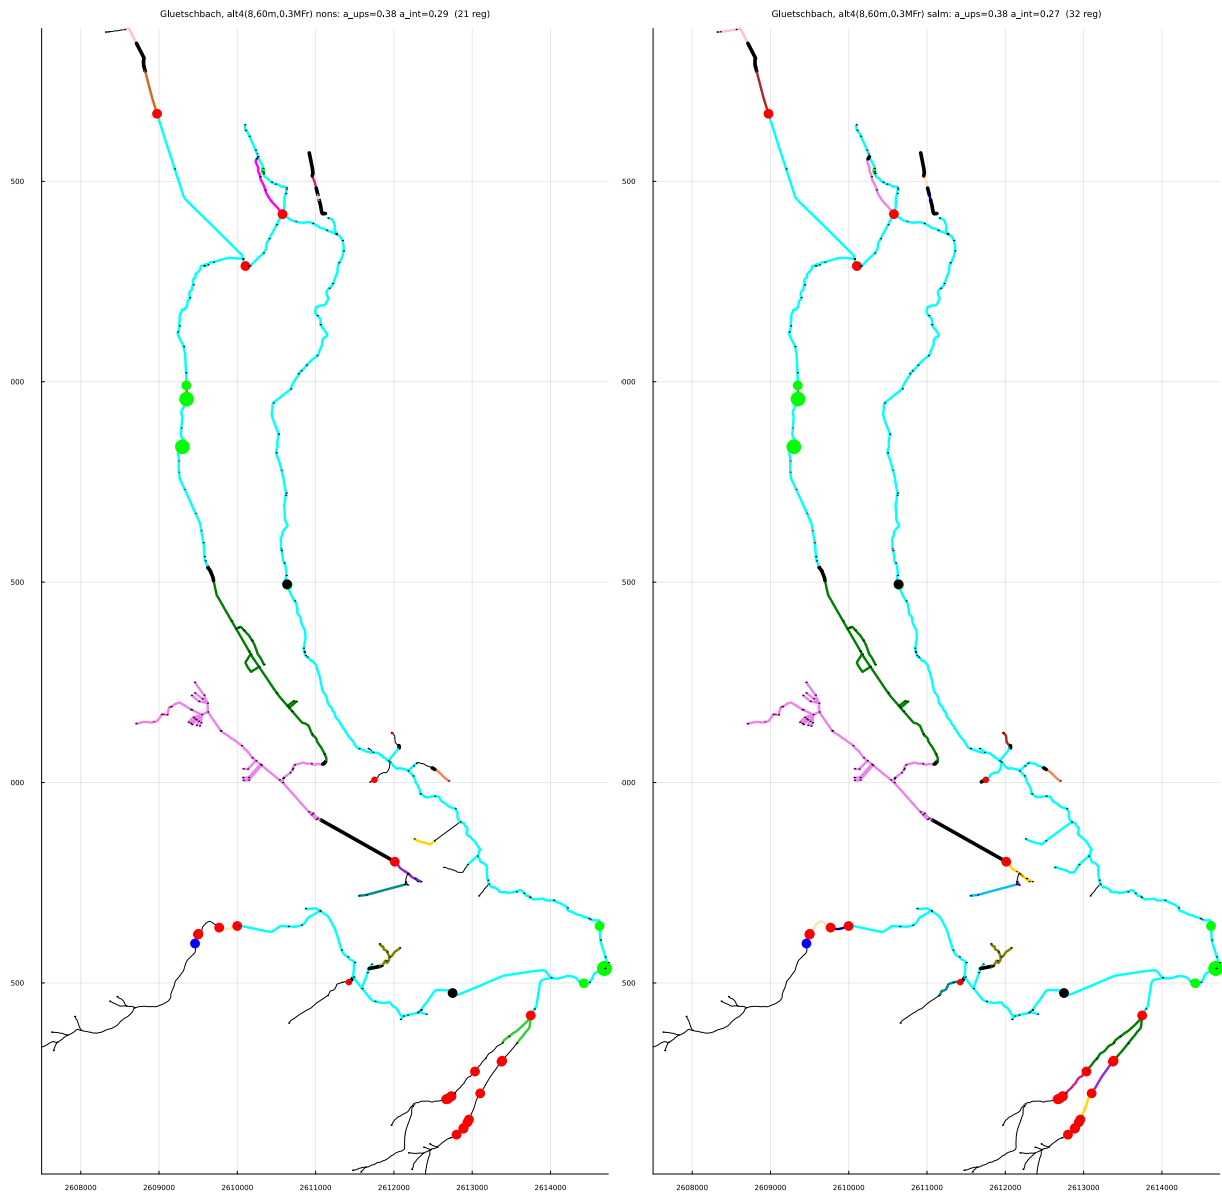 Gluetschbach, alt4(8,60m,0.3MFr) nons: a_ups=0.38 a_int=0.29 (21 reg)
Gluetschbach, alt4(8,60m,0.3MFr) salm: a_ups=0.38 a_int=0.27 (32 reg)
500
500
000
000
500
500
000
000
500
500
2608000 2609000 2610000 2611000 2612000 2613000 2614000
2608000 2609000 2610000 2611000 2612000 2613000 2614000